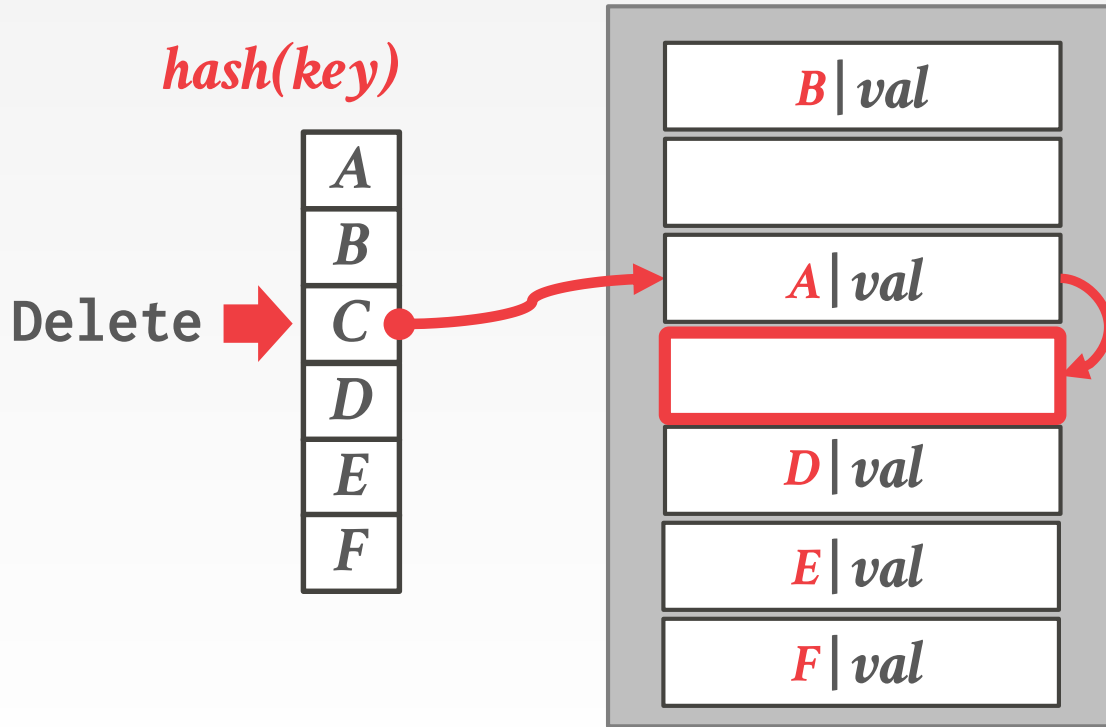 hash(key)
A
B
Delete
C
D
E
F
B|val
A|val
D|val
E|val
F|val